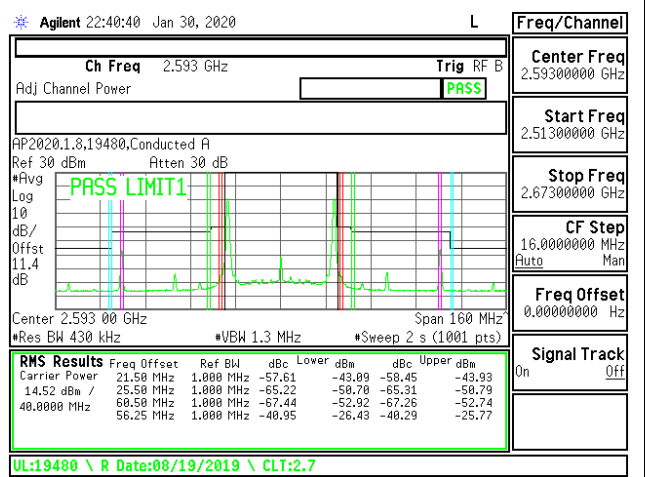 Agilent 22:40:40 Jan 30, 2020 L
Freq/Channel
Ch Freq 2.593 GHz Trig RF B
Adj Channel Power PASS
Center Freq
2.59300000 GHz
Start Freq
2.51300000 GHz
Stop Freq
2.67300000 GHz
CF Step
16.0000000 MHz
Auto Man
Freq Offset
0.00000000 Hz
Signal Track
On Off
AP2020.1.8,19480,Conducted A
Ref 30 dBm Atten 30 dB
#Avg
Log
10
dB/
Offst
11.4
dB
PASS LIMIT1
Center 2.593 00 GHz Span 160 MHz^
#Res BW 430 kHz #VBW 1.3 MHz #Sweep 2 s (1001 pts)
RMS Results Freq Offset Ref BW dBc Lower dBm dBc Upper dBm
Carrier Power 21.50 MHz 1.000 MHz -57.61 -43.09 -58.45 -43.93
14.52 dBm / 25.50 MHz 1.000 MHz -65.22 -50.70 -65.31 -50.79
40.0000 MHz 60.50 MHz 1.000 MHz -67.44 -52.92 -67.26 -52.74
56.25 MHz 1.000 MHz -40.95 -26.43 -40.29 -25.77
UL:19480 \ R Date:08/19/2019 \ CLT:2.7